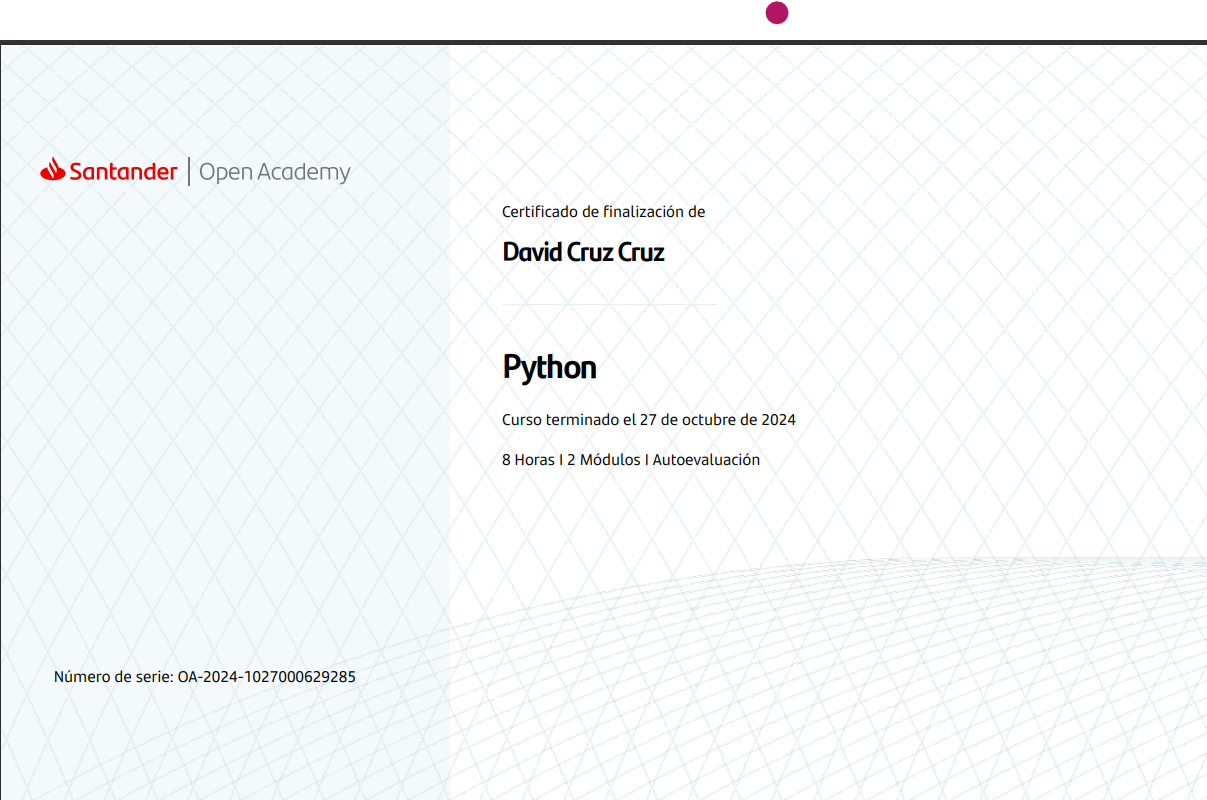 Santander | Open Academy
Certificado de finalización de
David Cruz Cruz
Python
Curso terminado el 27 de octubre de 2024
8 Horas I 2 Módulos I Autoevaluación
Número de serie: OA-2024-1027000629285